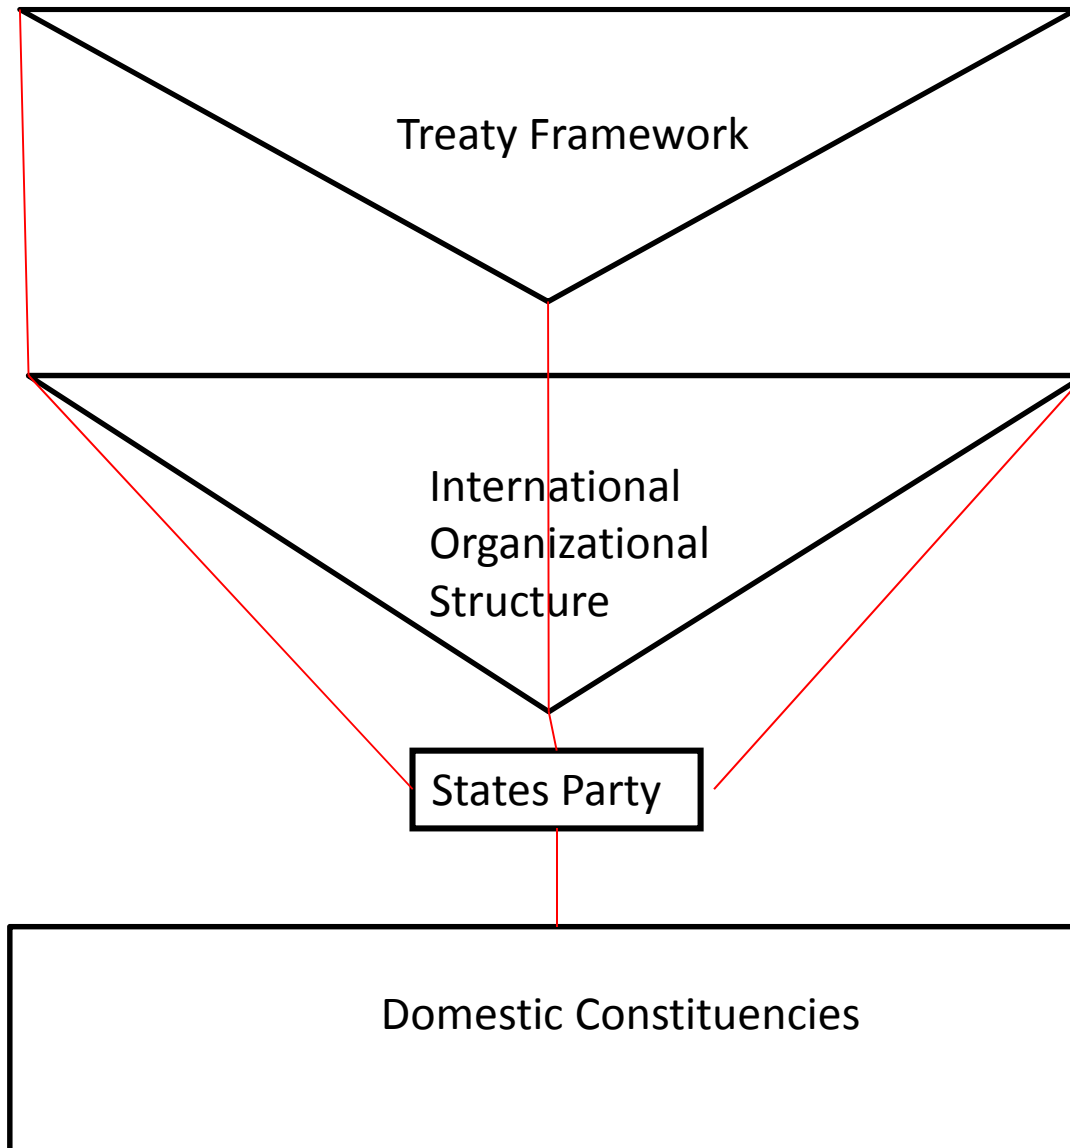 Treaty Framework
International
Organizational
Structure
States Party
Domestic Constituencies